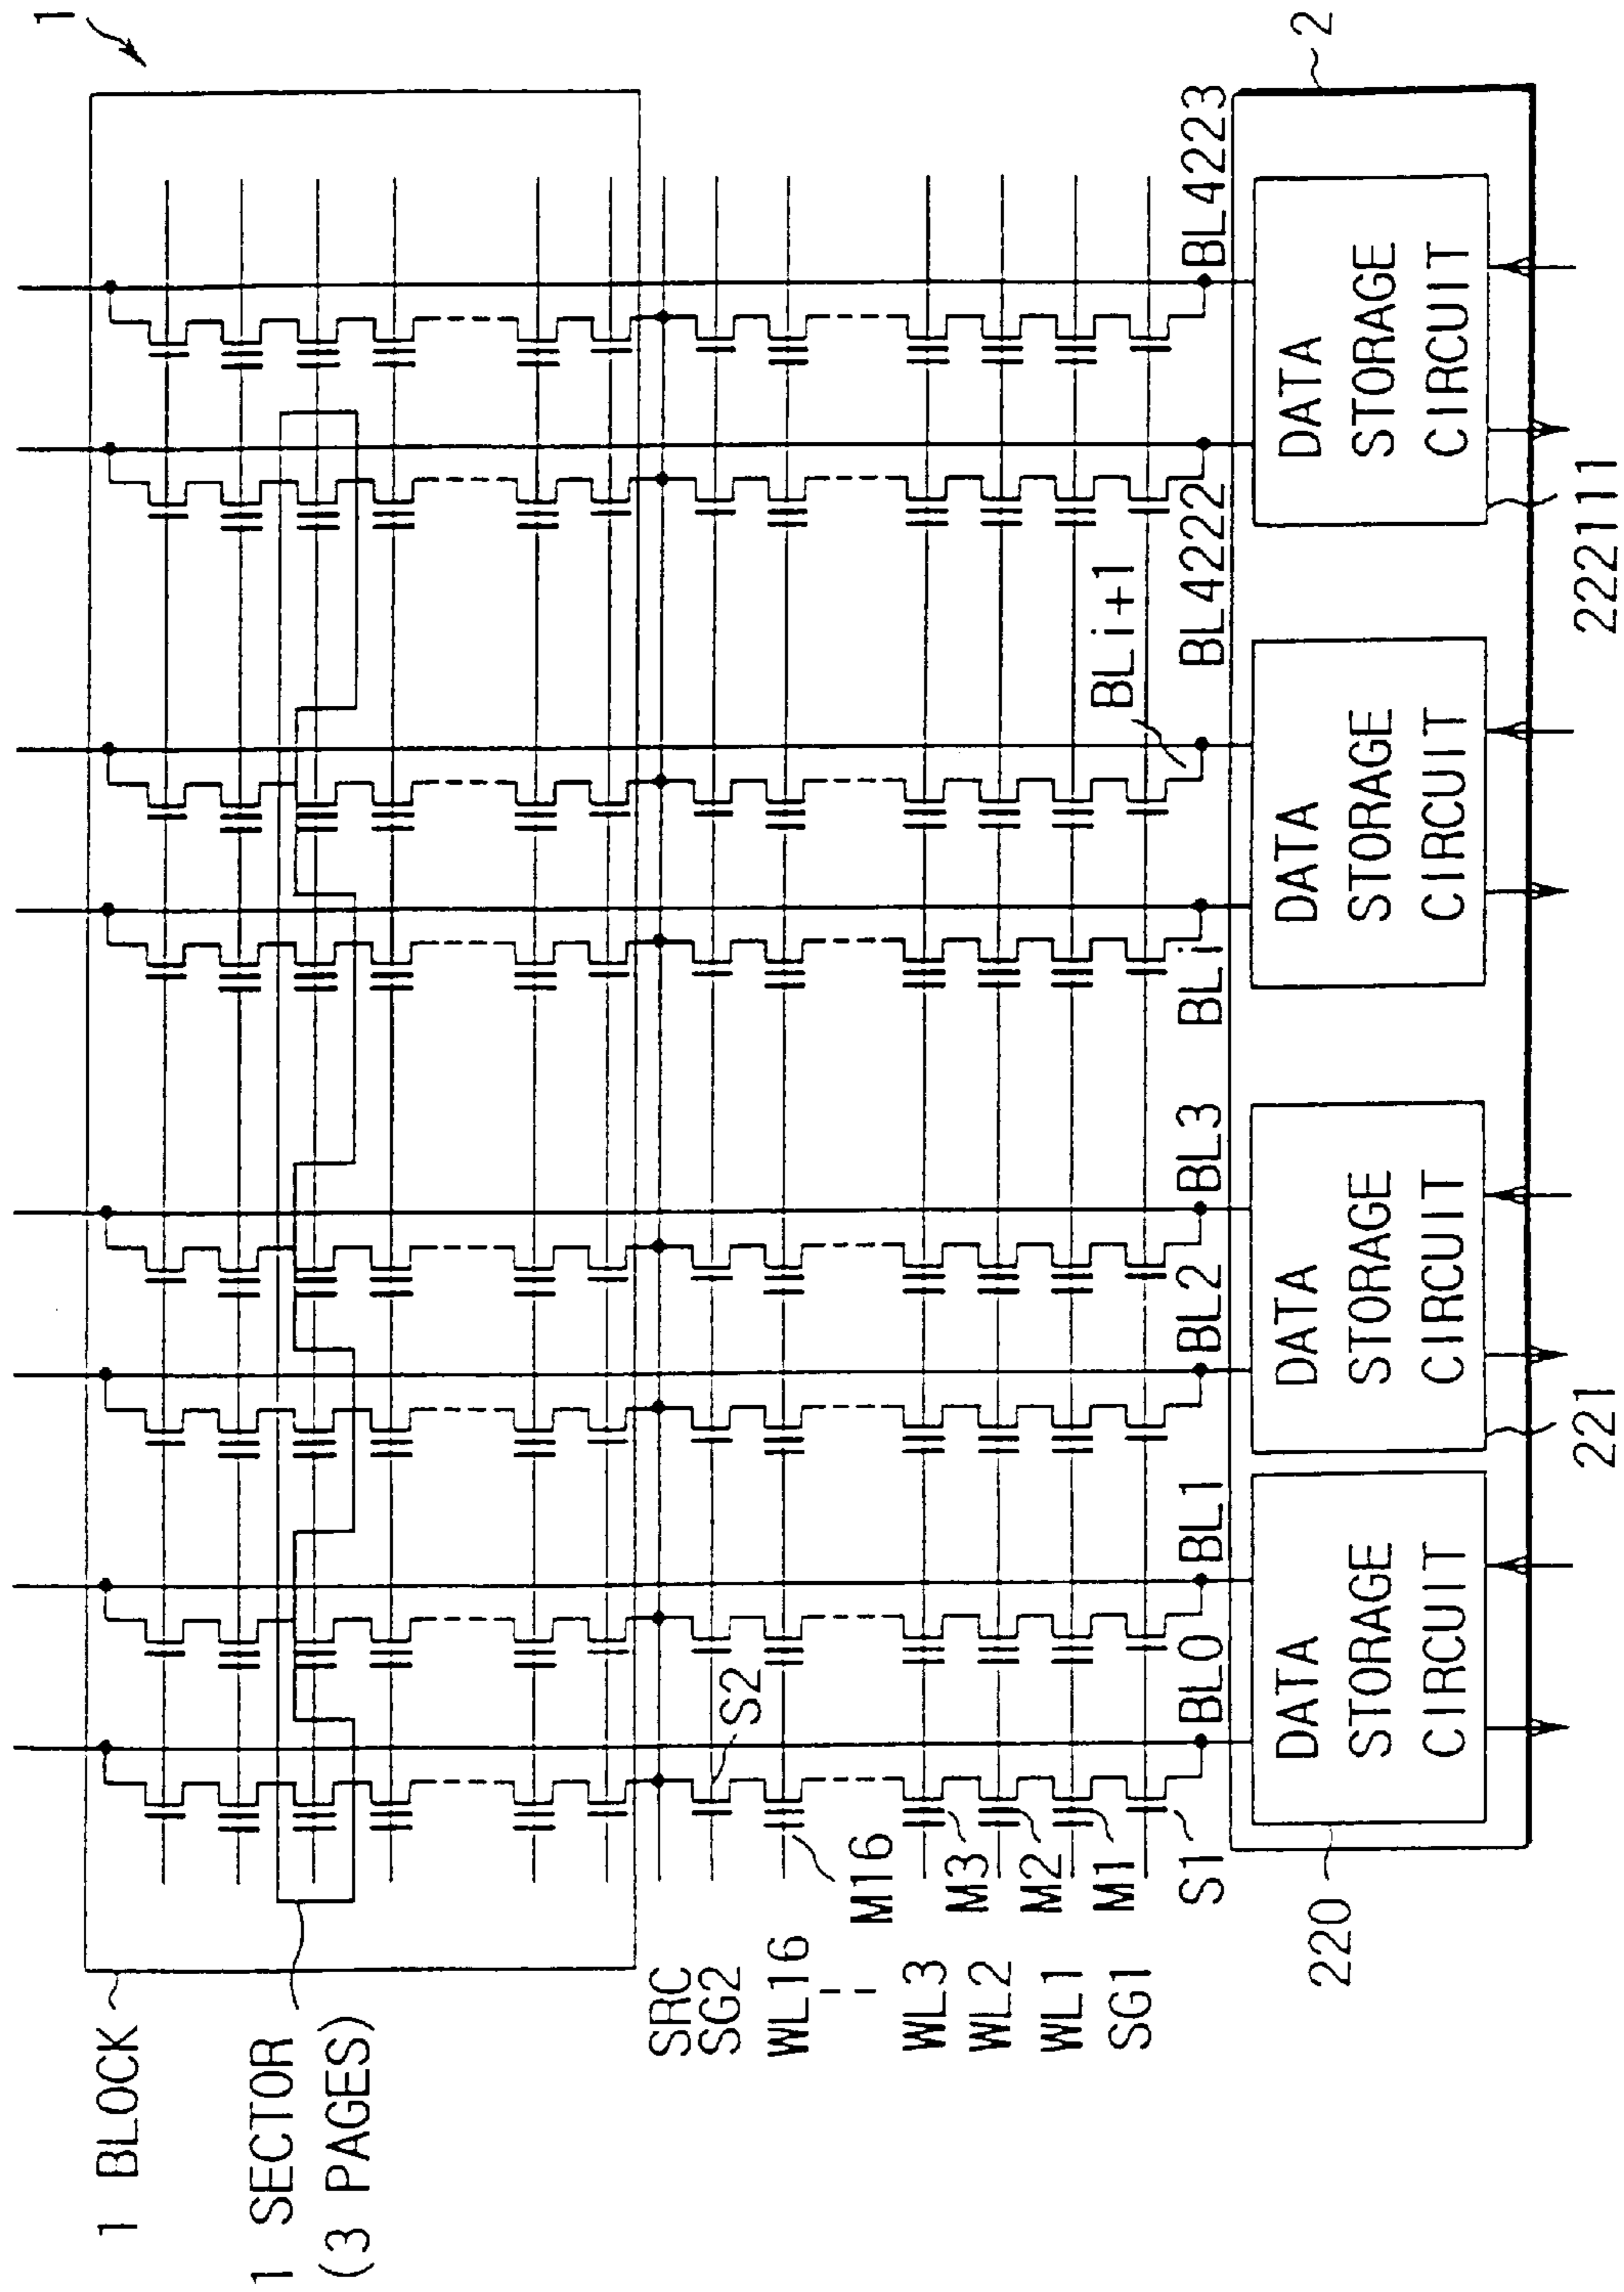 1
1 BLOCK
1 SECTOR
(3 PAGES)
SRC
SG2
S2
WL16
M16
WL3
M3
WL2
M2
WL1
M1
BLi+1
SG1
S1
BL0 BL1 BL2 BL3 BLi BL4222 BL4223
2
220
DATA
STORAGE
CIRCUIT
DATA
STORAGE
CIRCUIT
DATA
STORAGE
CIRCUIT
DATA
STORAGE
CIRCUIT
221
222111